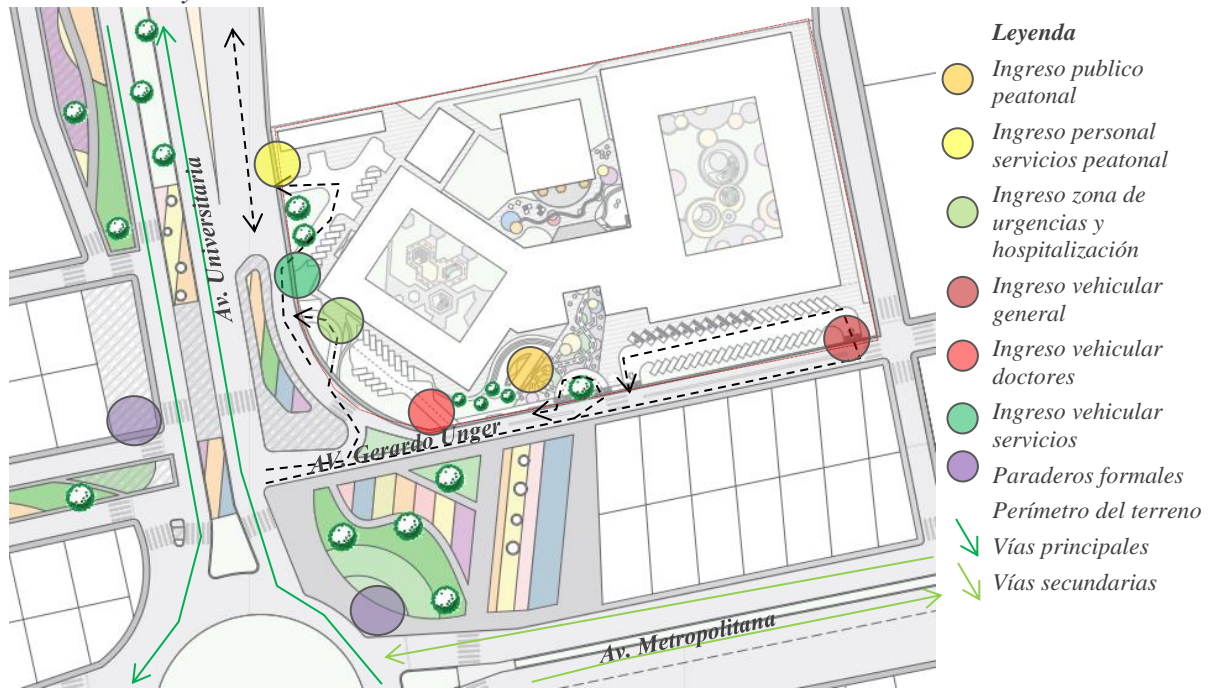 Leyenda
Ingreso publico
peatonal
Ingreso personal
servicios peatonal
Ingreso zona de
urgencias y
hospitalización
Ingreso vehicular
general
Ingreso vehicular
doctores
Ingreso vehicular
servicios
Paraderos formales
Perímetro del terreno
Vías principales
Vías secundarias
Av. Universitaria
AV. Gerardo Unger
Av. Metropolitana